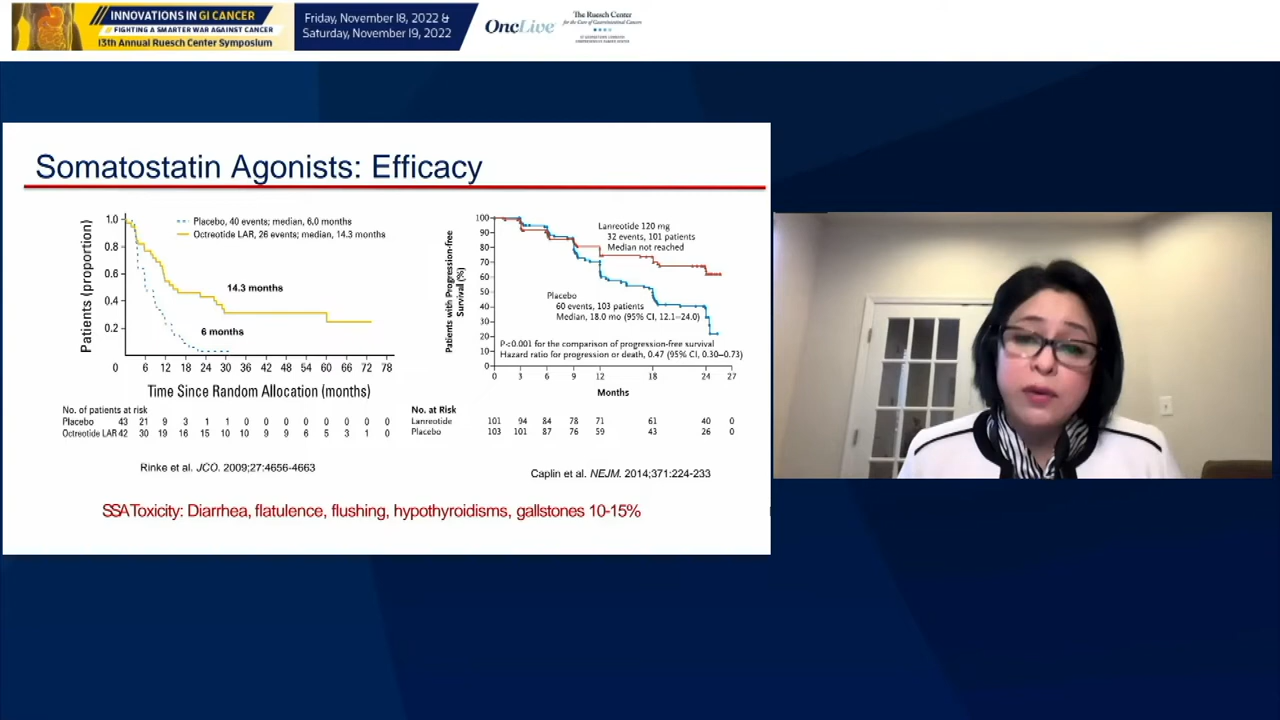 INNOVATIONS IN GI CANCER
FIGHTING A SMARTER WAR AGAINST CANCER
13th Annual Ruesch Center Symposium
Friday, November 18, 2022 &
Saturday, November 19, 2022
OncLive
The Ruesch Center
for the Cure of Gastrointestinal Cancers
Somatostatin Agonists: Efficacy
Patients (proportion)
1.0
0.8
0.6
0.4
0.2
Placebo, 40 events; median, 6.0 months
Octreotide LAR, 26 events; median, 14.3 months
14.3 months
6 months
0 6 12 18 24 30 36 42 48 54 60 66 72 78
Time Since Random Allocation (months)
No. of patients at risk
Placebo 43 21 9 3 1 1 0 0 0 0 0 0 0 0
Octreotide LAR 42 30 19 16 15 10 10 9 9 6 5 3 1 0
Rinke et al. JCO. 2009;27:4656-4663
Patients with Progression-free
Survival (%)
100
90
80
70
60
50
40
30
20
10
0
Lanreotide 120 mg
32 events, 101 patients
Median not reached
Placebo
60 events, 103 patients
Median, 18.0 mo (95% CI, 12.1–24.0)
P<0.001 for the comparison of progression-free survival
Hazard ratio for progression or death, 0.47 (95% CI, 0.30–0.73)
0 3 6 9 12 18 24 27
Months
No. at Risk
Lanreotide 101 94 84 78 71 61 40 0
Placebo 103 101 87 76 59 43 26 0
Caplin et al. NEJM. 2014;371:224-233
SSA Toxicity: Diarrhea, flatulence, flushing, hypothyroidisms, gallstones 10-15%